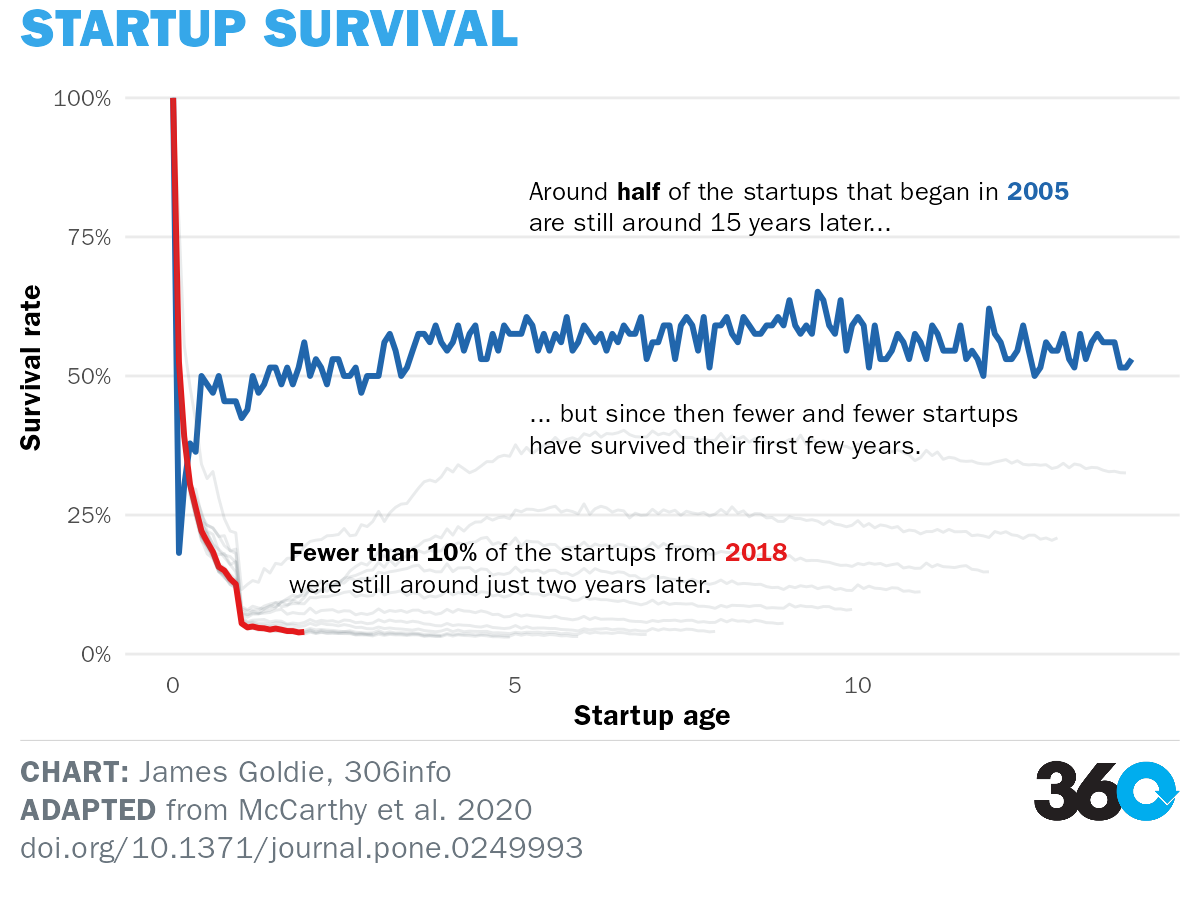 STARTUP SURVIVAL
100%
75%
50%
25%
0%
Survival rate
Around half of the startups that began in 2005
are still around 15 years later...
... but since then fewer and fewer startups
have survived their first few years.
Fewer than 10% of the startups from 2018
were still around just two years later.
0 5 10
Startup age
CHART: James Goldie, 306info
ADAPTED from McCarthy et al. 2020
doi.org/10.1371/journal.pone.0249993
360